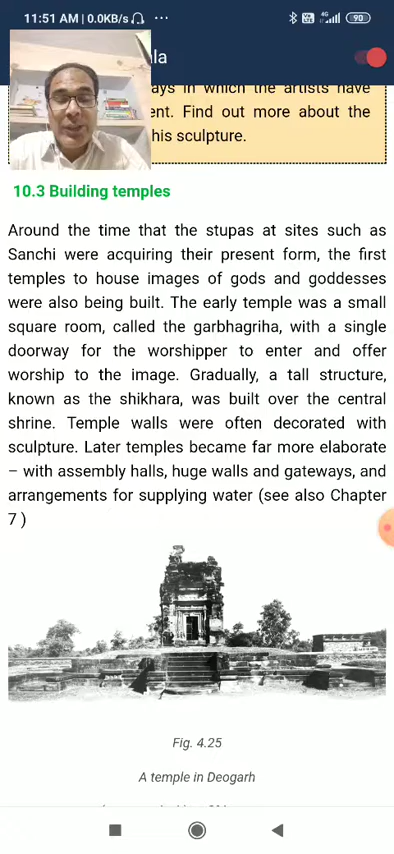 11:51 AM | 0.0KB/s
4G
90
la
ays in which the artists have
ent. Find out more about the
his sculpture.
10.3 Building temples
Around the time that the stupas at sites such as
Sanchi were acquiring their present form, the first
temples to house images of gods and goddesses
were also being built. The early temple was a small
square room, called the garbhagriha, with a single
doorway for the worshipper to enter and offer
worship to the image. Gradually, a tall structure,
known as the shikhara, was built over the central
shrine. Temple walls were often decorated with
sculpture. Later temples became far more elaborate
– with assembly halls, huge walls and gateways, and
arrangements for supplying water (see also Chapter
7 )
Fig. 4.25
A temple in Deogarh